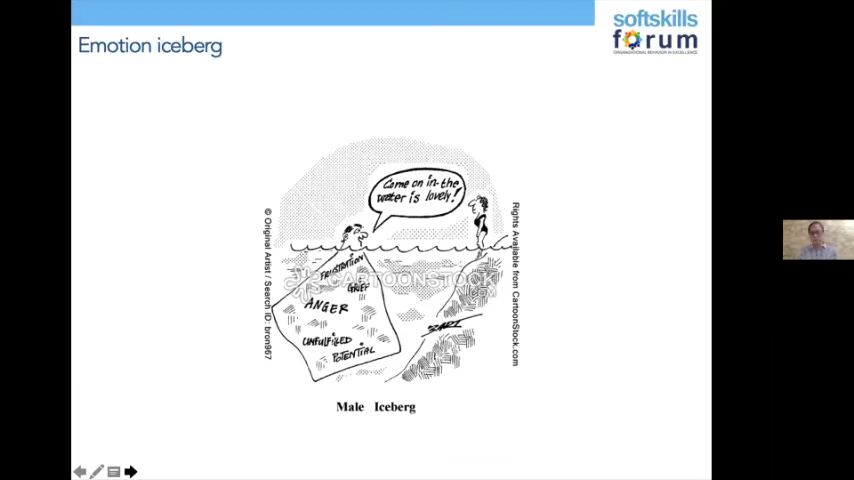 Emotion iceberg
softskills
forum
ORGANIZATIONAL BEHAVIOR IN EXCELLENCE
Come on in-the
water is lovely!
© Original Artist / Search ID: bron967
Rights Available from CartoonStock.com
FRUSTRATION
CARTOONSTOCK
.COM
GRIEF
ANGER
UNFULFILLED
POTENTIAL
Male Iceberg